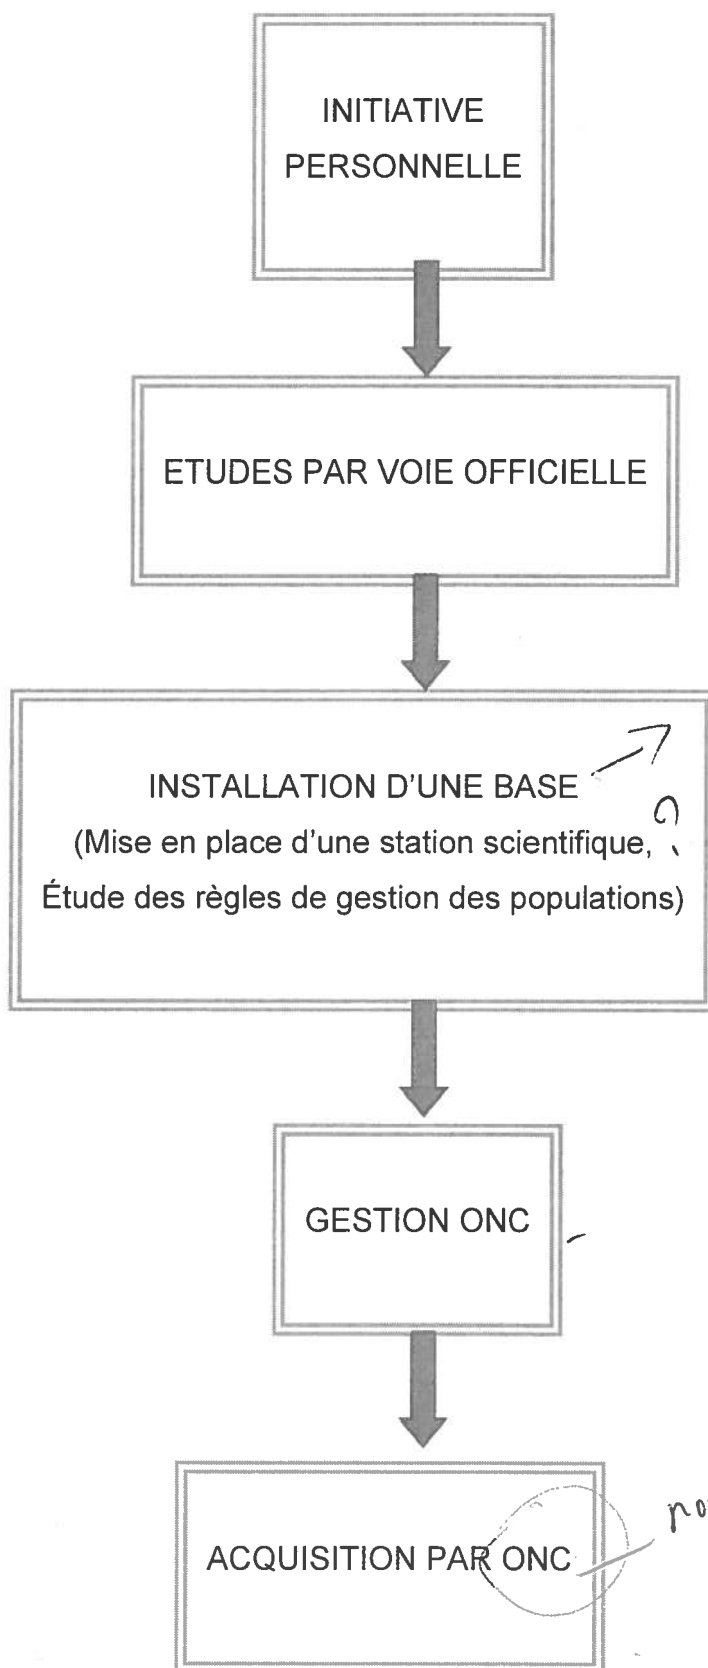 INITIATIVE
PERSONNELLE
ETUDES PAR VOIE OFFICIELLE
INSTALLATION D'UNE BASE
(Mise en place d'une station scientifique, ?
Étude des règles de gestion des populations)
GESTION ONC
ACQUISITION PAR ONC